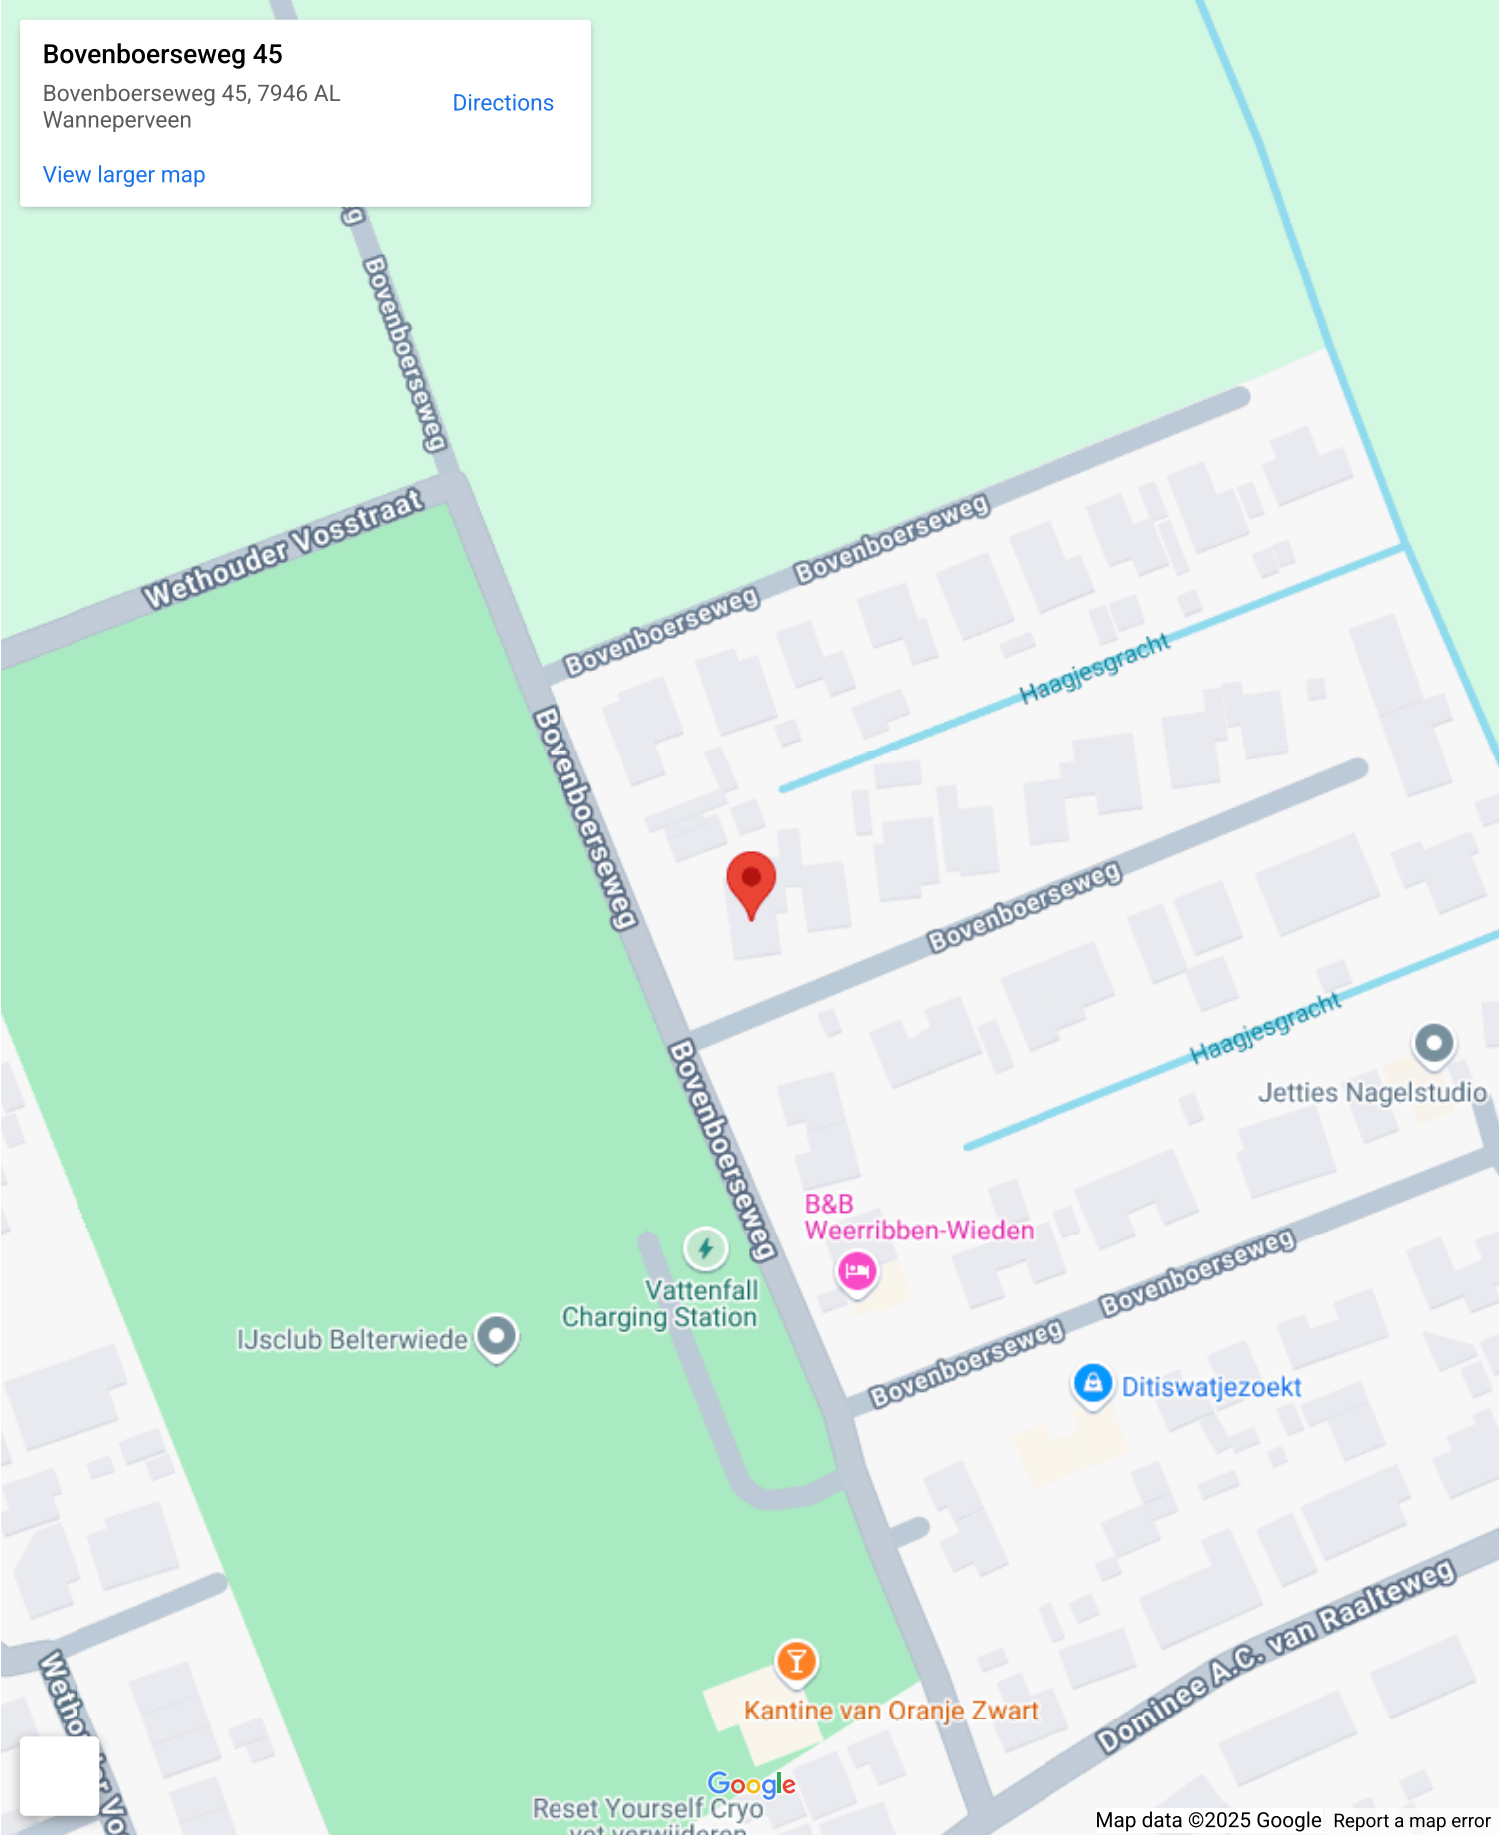 Bovenboerseweg 45
Bovenboerseweg 45, 7946 AL
Wanneperveen
Directions
View larger map
Bovenboerseweg
Wethouder Vosstraat
Bovenboerseweg
Bovenboerseweg
Haagjesgracht
Bovenboerseweg
Bovenboerseweg
Haagjesgracht
Jetties Nagelstudio
Bovenboerseweg
B&B
Weerribben-Wieden
Vattenfall
Charging Station
IJsclub Belterwiede
Bovenboerseweg
Bovenboerseweg
Ditiswatjezoekt
Dominee A.C. van Raalteweg
Kantine van Oranje Zwart
Google
Reset Yourself Cryo
vet verwijderen
Map data ©2025 Google
Report a map error